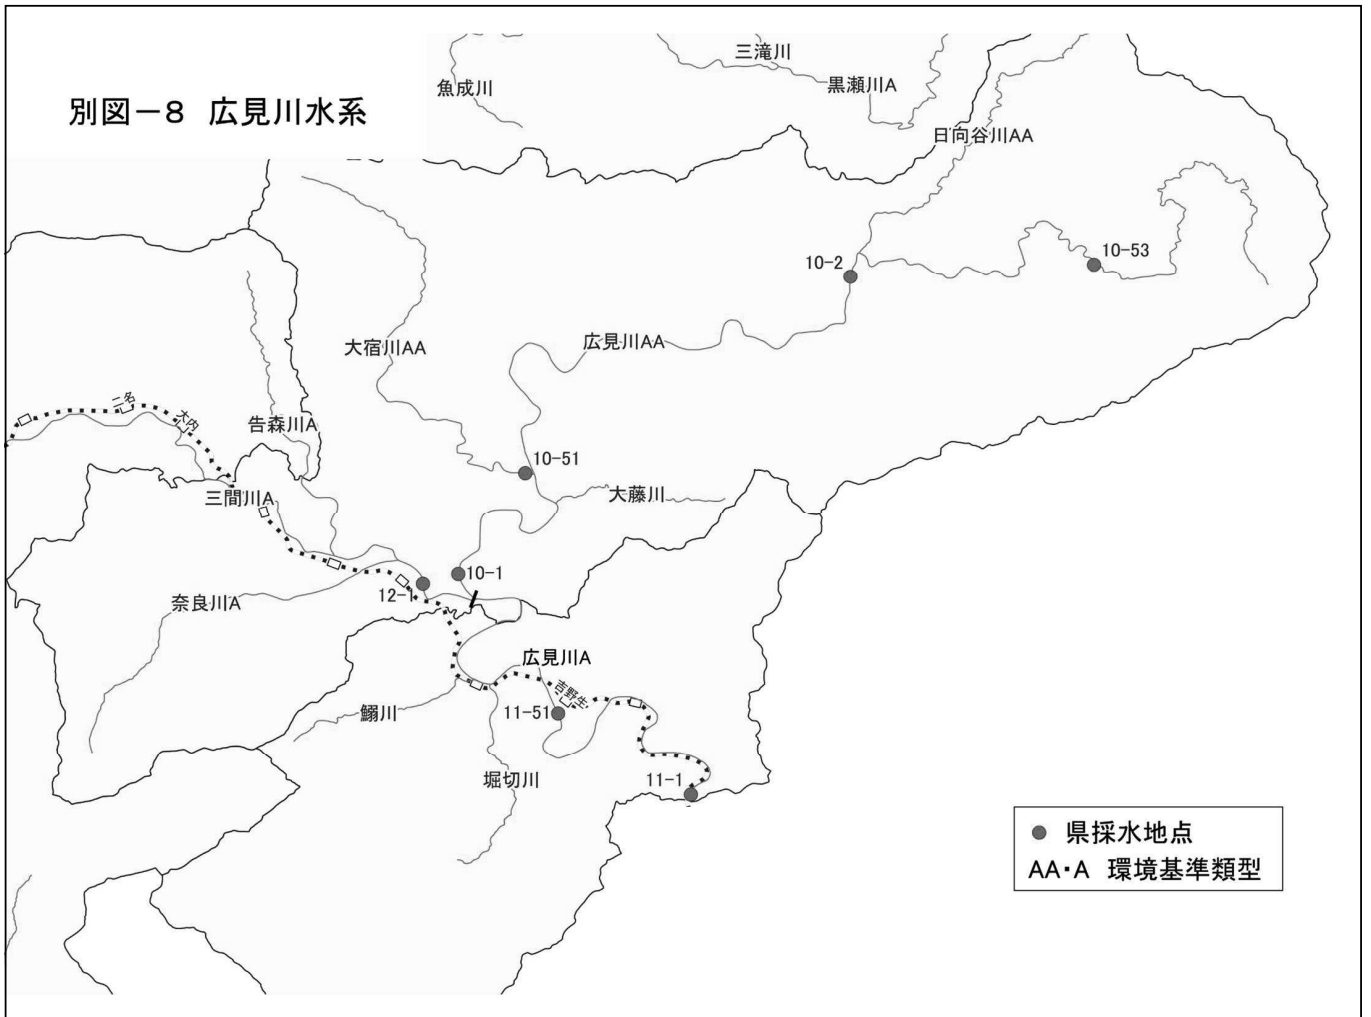 別図－8 広見川水系
三滝川
魚成川
黒瀬川A
日向谷川AA
10-53
10-2
大宿川AA
広見川AA
二名
大内
告森川A
10-51
大藤川
三間川A
10-1
12-1
奈良川A
広見川A
吉野生
鰯川
11-51
堀切川
11-1
県採水地点
AA・A 環境基準類型